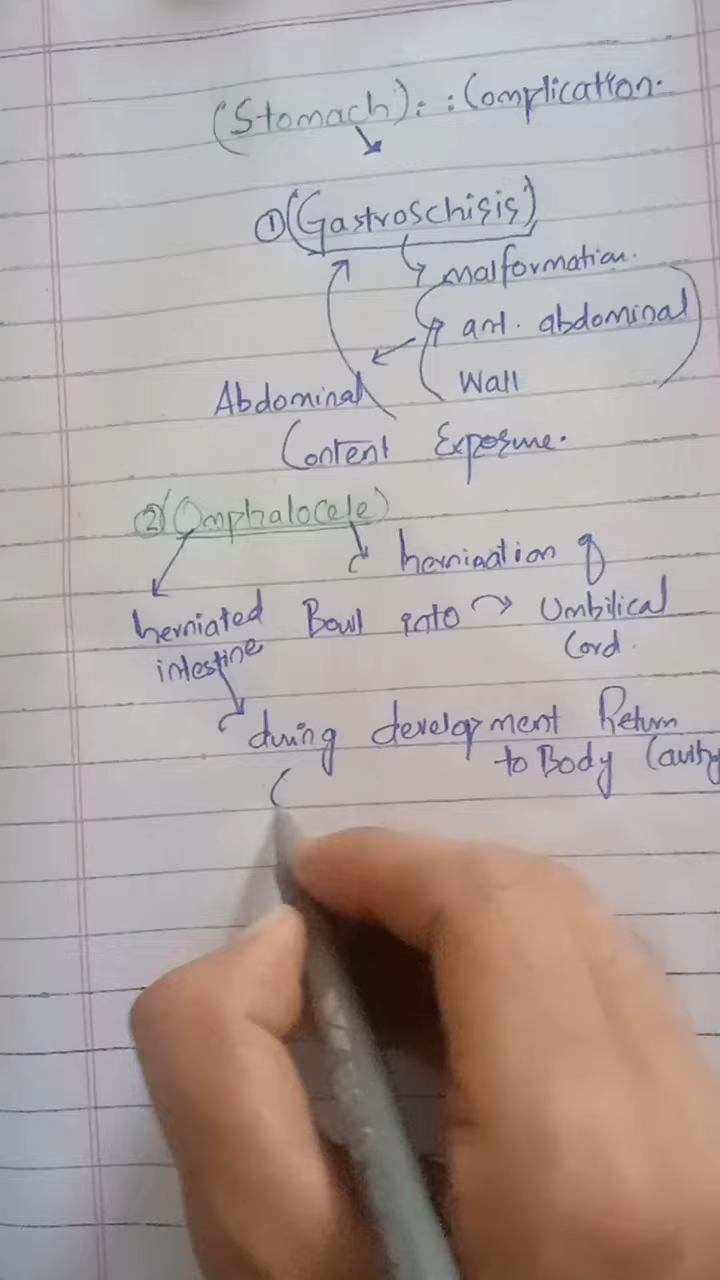 (Stomach): : Complication.
① (Gastroschisis)
malformation.
ant. abdominal
Wall
Abdominal
Content Exposure.
② (Omphalocele)
herniation of
Bowl into Umbilical
Cord.
herniated
intestine
during development Return
to Body Cavity
(